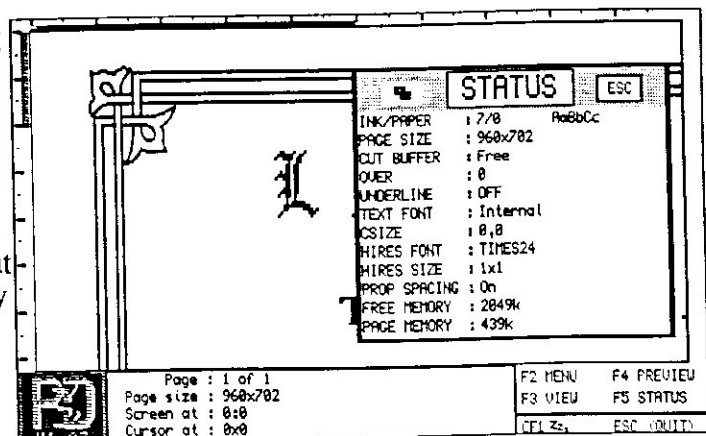 STATUS ESC
INK/PAPER : 7/0 AaBbCc
PAGE SIZE : 960x702
CUT BUFFER : Free
OVER : 0
UNDERLINE : OFF
TEXT FONT : Internal
CSIZE : 0,0
HIRES FONT : TIMES24
HIRES SIZE : 1x1
PROP SPACING : On
FREE MEMORY : 2049k
PAGE MEMORY : 439k
L
T
Page : 1 of 1
Page size : 960x702
Screen at : 0:0
Cursor at : 0x0
F2 MENU F4 PREVIEW
F3 VIEW F5 STATUS
CF1 Zz, ESC (QUIT)